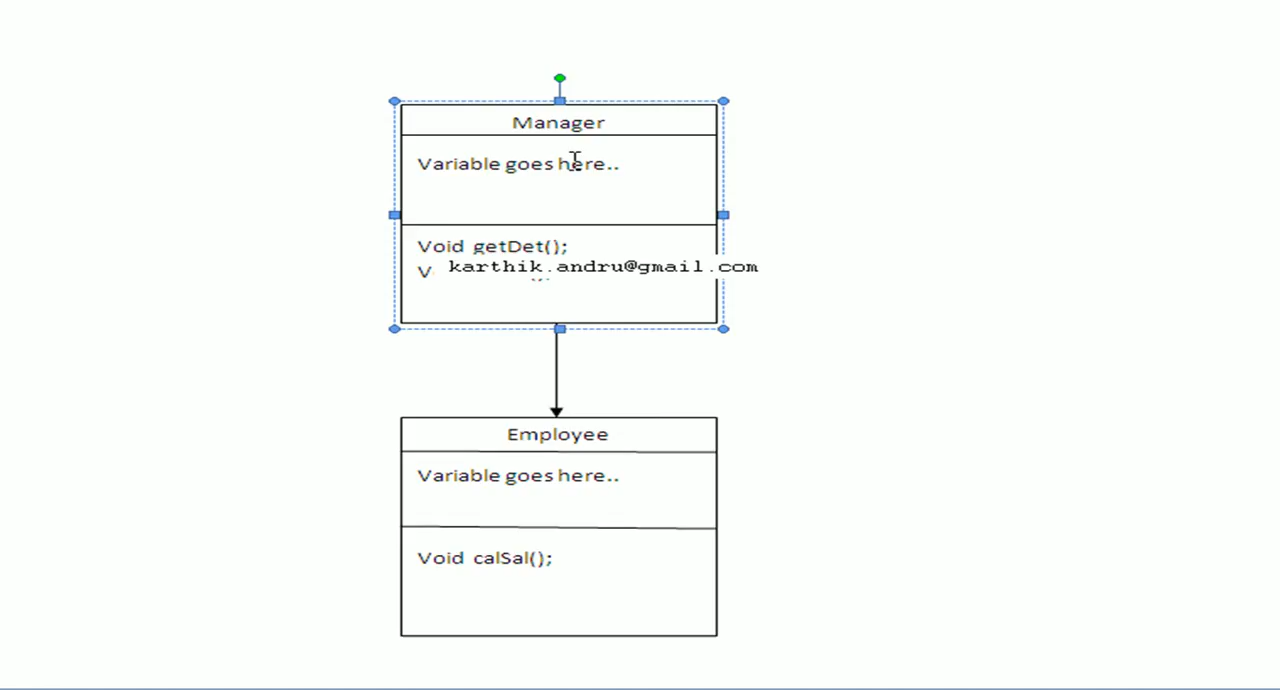 Manager
Variable goes here..
Void getDet();
V
karthik.andru@gmail.com
Employee
Variable goes here..
Void calSal();